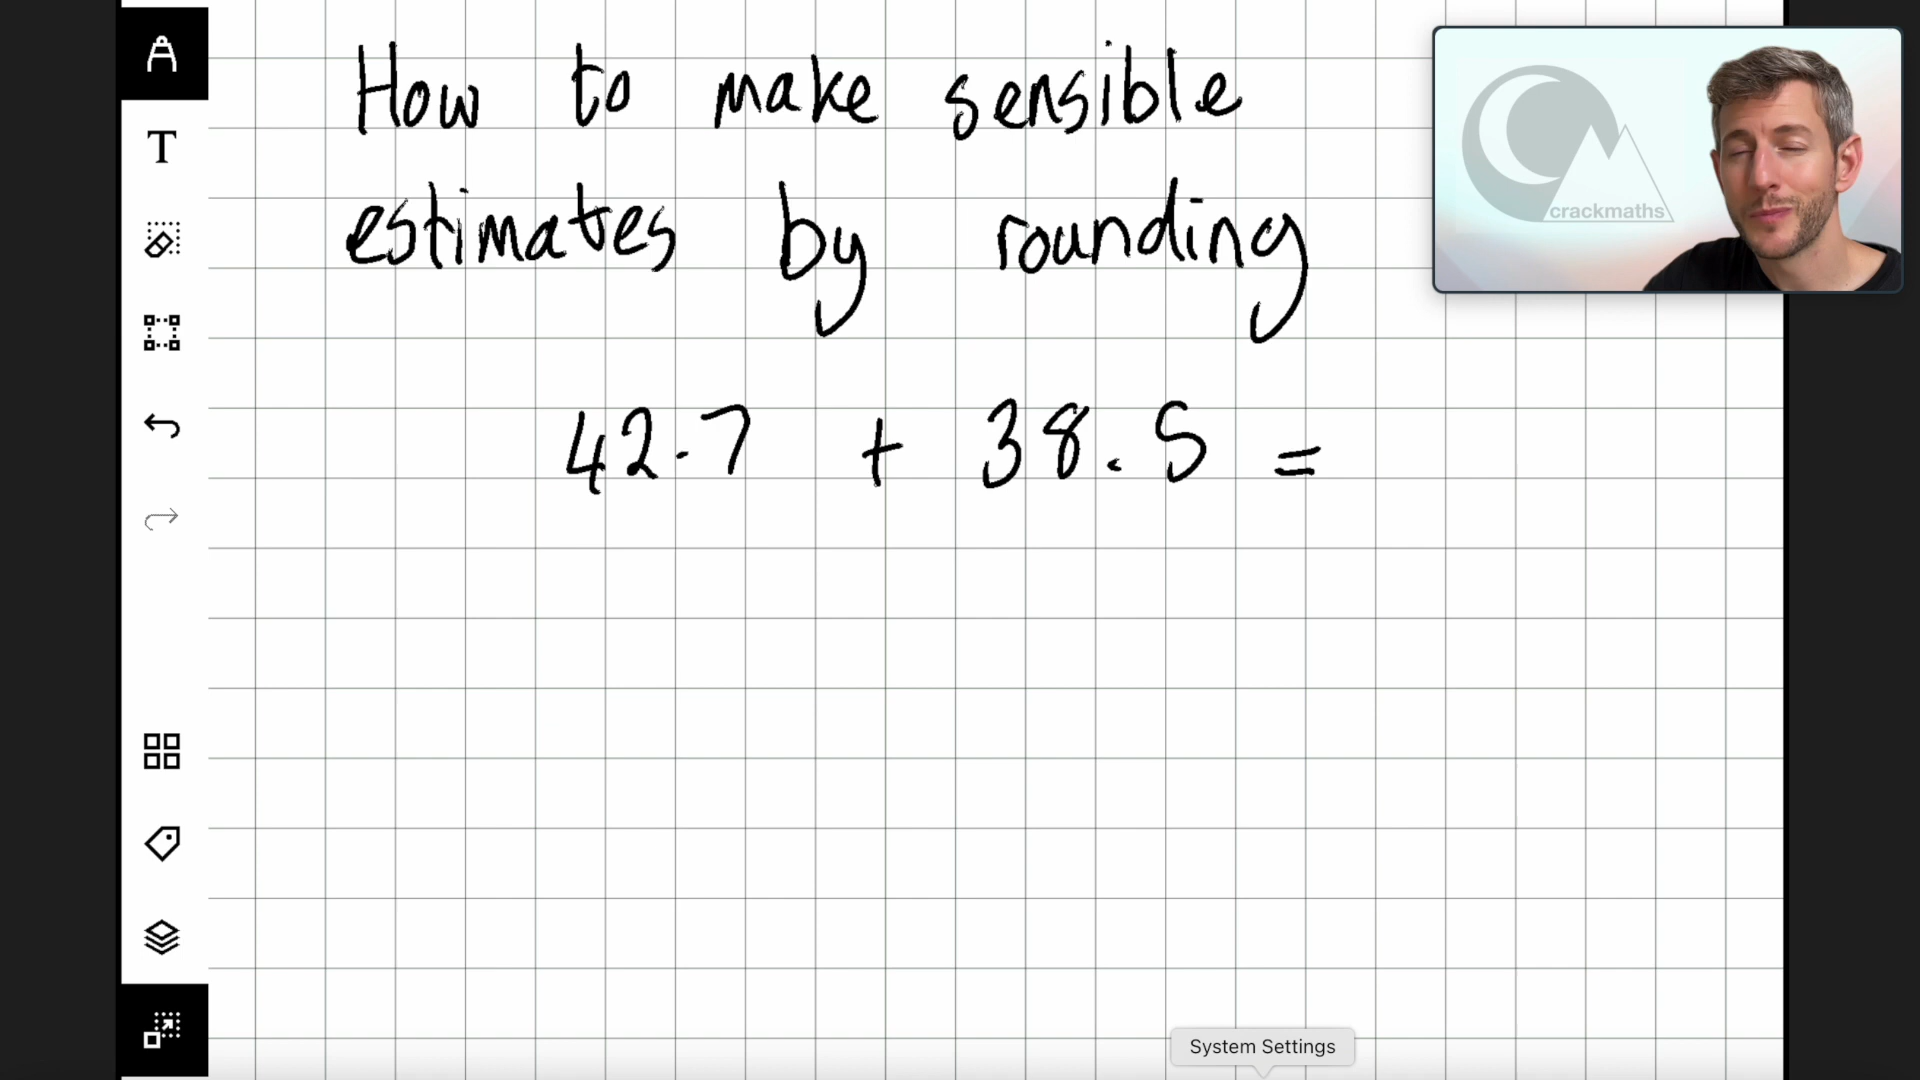 How to make sensible
estimates by rounding
42.7 + 38.5 =
crackmaths
T
System Settings